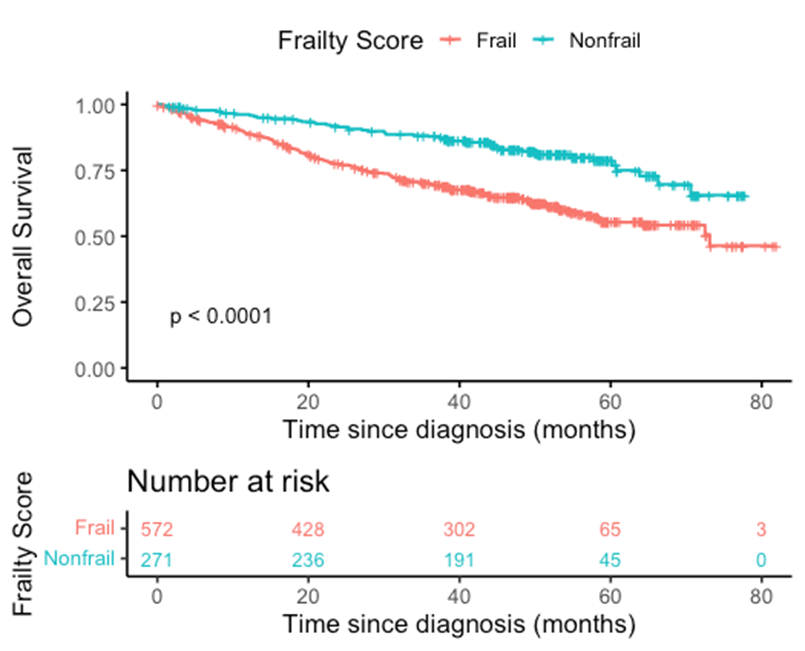 Frailty Score Frail Nonfrail
1.00
0.75
0.50
0.25
0.00
Overall Survival
p < 0.0001
0 20 40 60 80
Time since diagnosis (months)
Number at risk
Frailty Score
Frail 572 428 302 65 3
Nonfrail 271 236 191 45 0
0 20 40 60 80
Time since diagnosis (months)